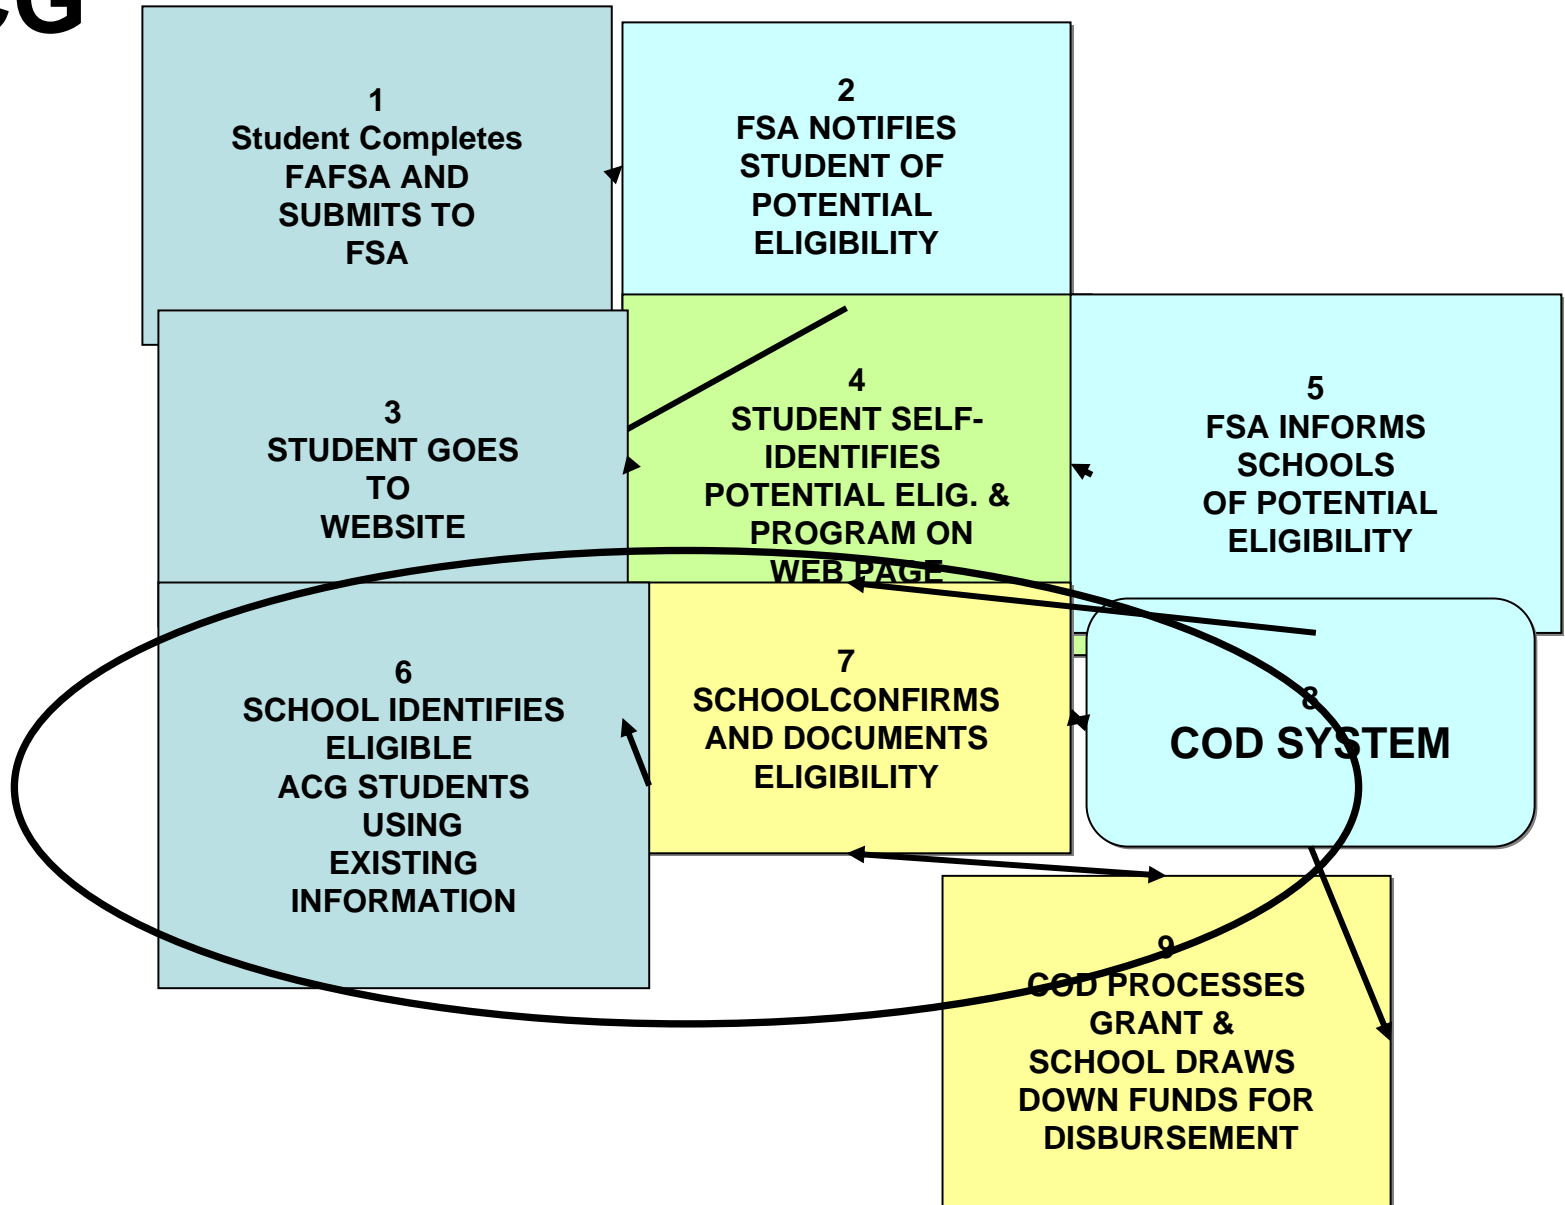 CG
1
Student Completes
FAFSA AND
SUBMITS TO
FSA
2
FSA NOTIFIES
STUDENT OF
POTENTIAL
ELIGIBILITY
3
STUDENT GOES
TO
WEBSITE
4
STUDENT SELF-
IDENTIFIES
POTENTIAL ELIG. &
PROGRAM ON
WEB PAGE
5
FSA INFORMS
SCHOOLS
OF POTENTIAL
ELIGIBILITY
6
SCHOOL IDENTIFIES
ELIGIBLE
ACG STUDENTS
USING
EXISTING
INFORMATION
7
SCHOOLCONFIRMS
AND DOCUMENTS
ELIGIBILITY
8
COD SYSTEM
9
COD PROCESSES
GRANT &
SCHOOL DRAWS
DOWN FUNDS FOR
DISBURSEMENT